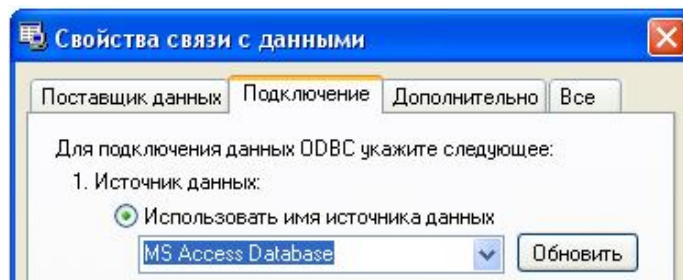 Свойства связи с данными
Поставщик данных Подключение Дополнительно Все
Для подключения данных ODBC укажите следующее:
1. Источник данных:
Использовать имя источника данных
MS Access Database Обновить